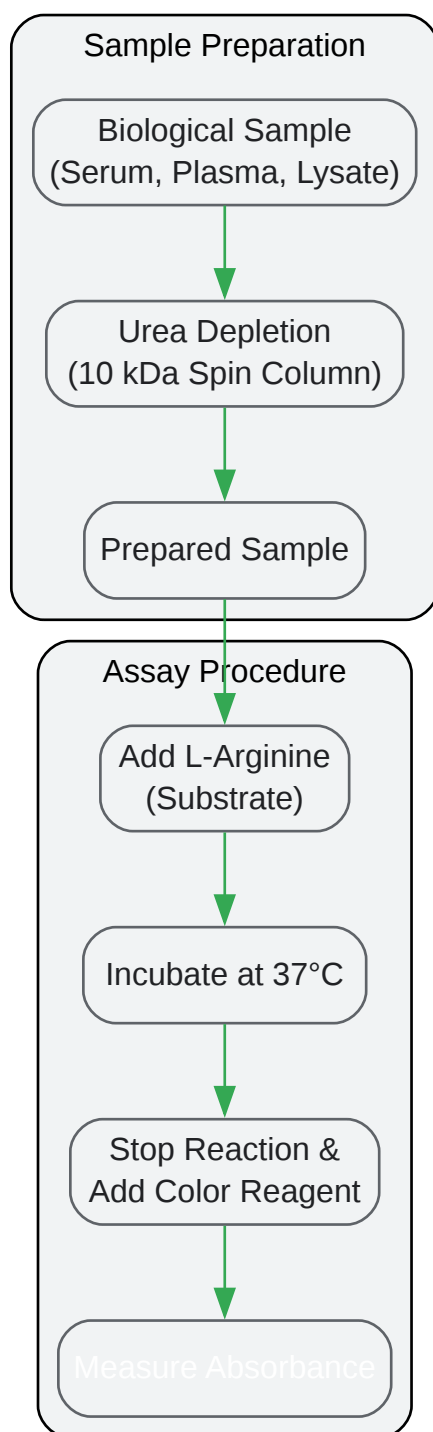 Sample Preparation
Biological Sample
(Serum, Plasma, Lysate)
Urea Depletion
(10 kDa Spin Column)
Prepared Sample
Assay Procedure
Add L-Arginine
(Substrate)
Incubate at 37°C
Stop Reaction &
Add Color Reagent
Measure Absorbance